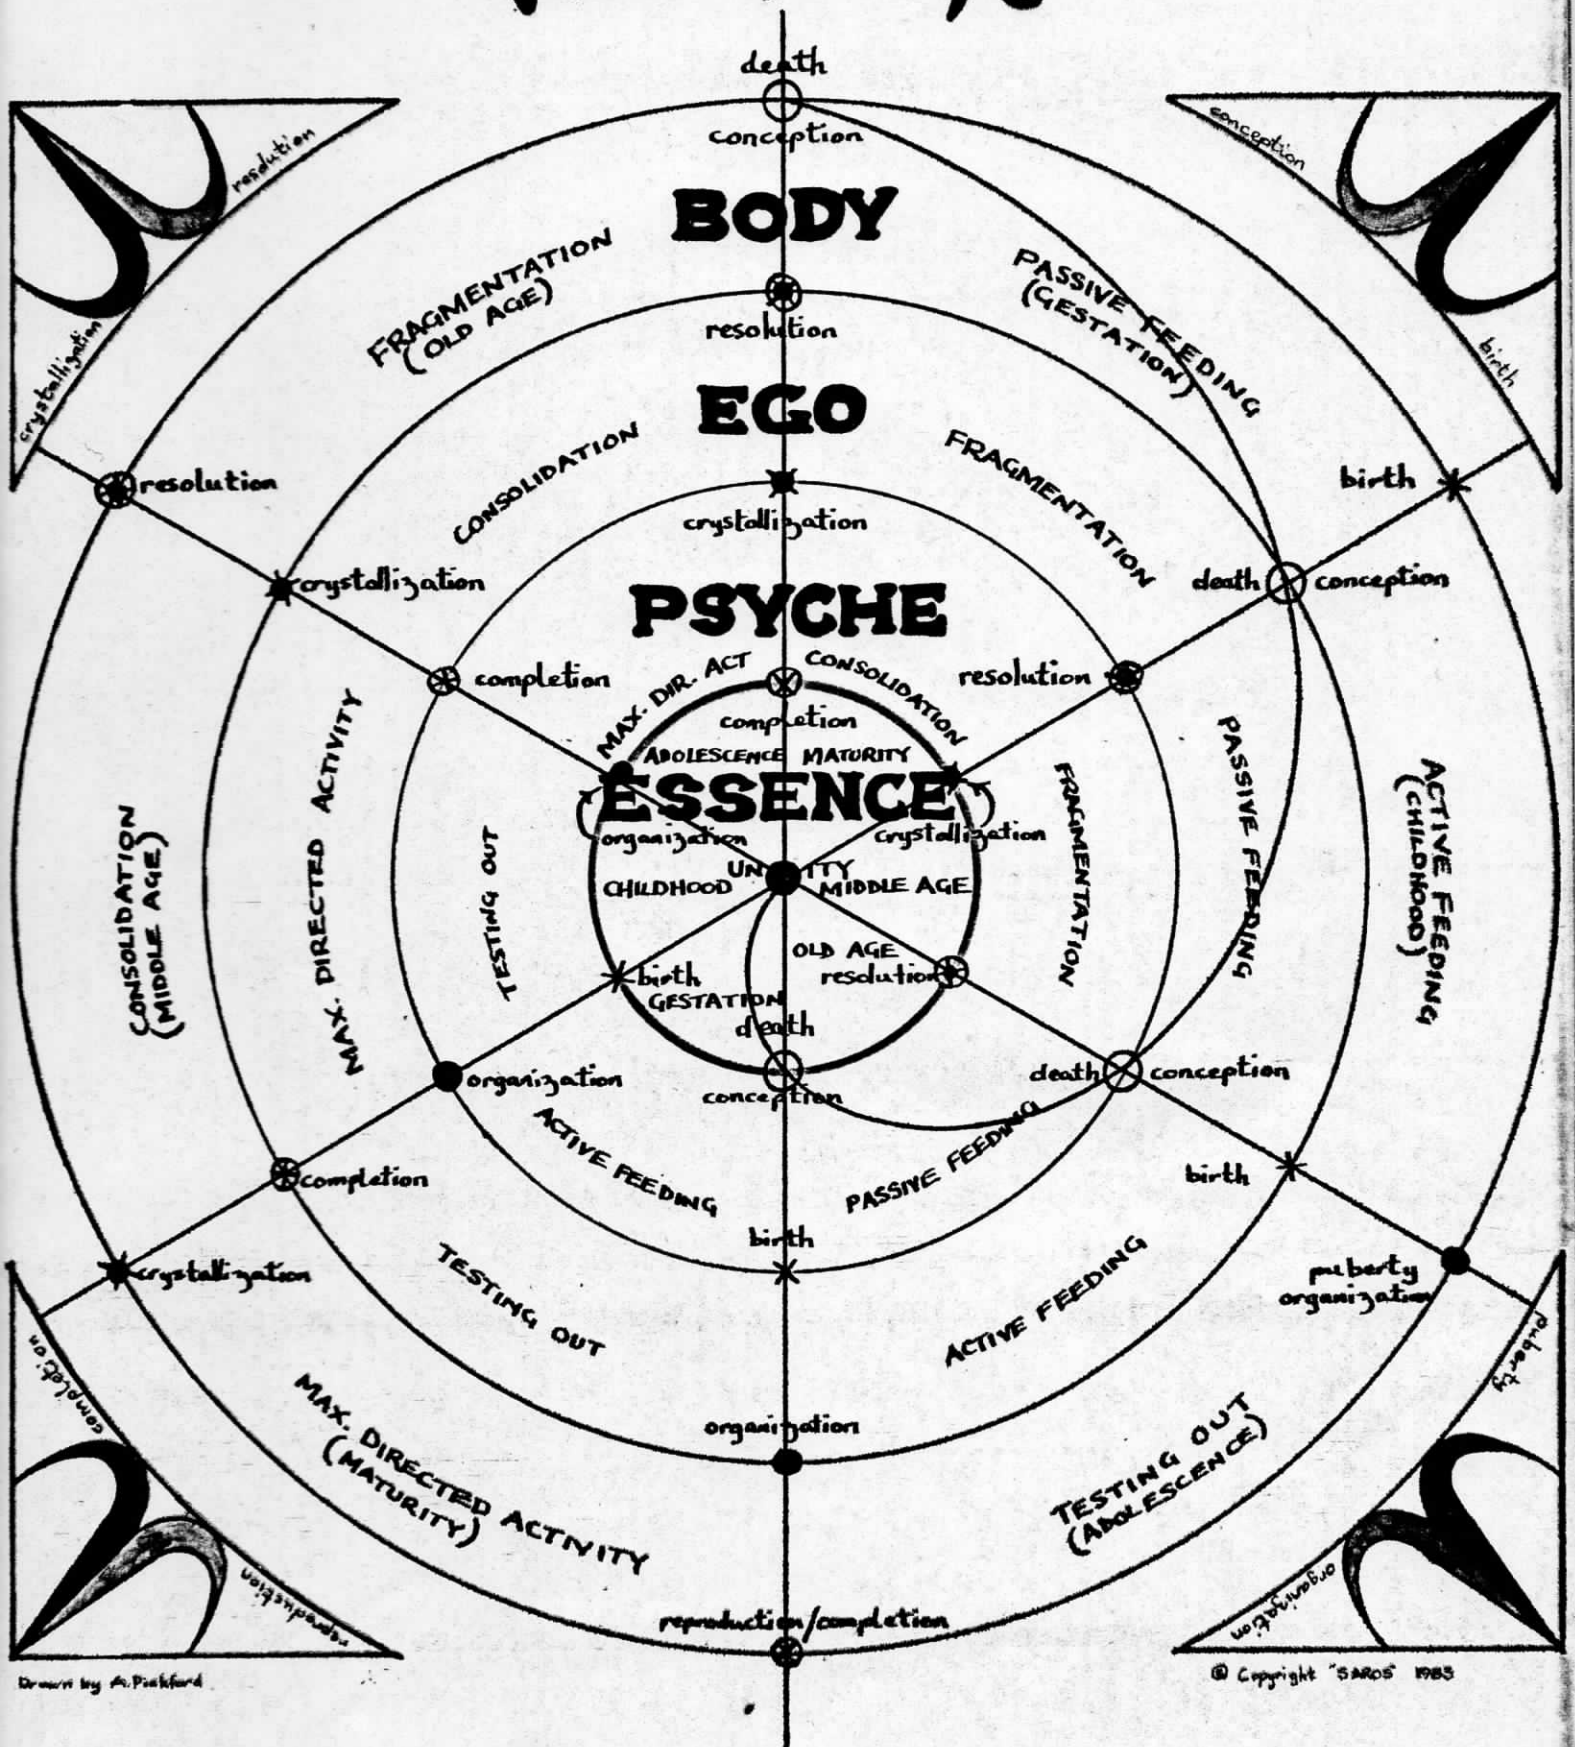 death
conception
resolution
conception
BODY
FRAGMENTATION
(OLD AGE)
PASSIVE FEEDING
(GESTATION)
resolution
crystallization
birth
EGO
CONSOLIDATION
FRAGMENTATION
resolution
birth
crystallization
crystallization
death
conception
PSYCHE
MAX. DIR. ACT
CONSOLIDATION
completion
resolution
completion
ADOLESCENCE
MATURITY
ESSENCE
organization
crystallization
UNITY
CHILDHOOD
MIDDLE AGE
OLD AGE
birth
resolution
GESTATION
death
conception
CONSOLIDATION
(MIDDLE AGE)
MAX. DIRECTED ACTIVITY
TESTING OUT
FRAGMENTATION
PASSIVE FEEDING
ACTIVE FEEDING
(CHILDHOOD)
organization
death
conception
ACTIVE FEEDING
PASSIVE FEEDING
completion
birth
birth
crystallization
puberty
organization
TESTING OUT
ACTIVE FEEDING
completion
puberty
MAX. DIRECTED ACTIVITY
(MATURITY)
organization
TESTING OUT
(ADOLESCENCE)
reproduction
organization
reproduction/completion
Drawn by A. Pickford
© Copyright "SAROS" 1985